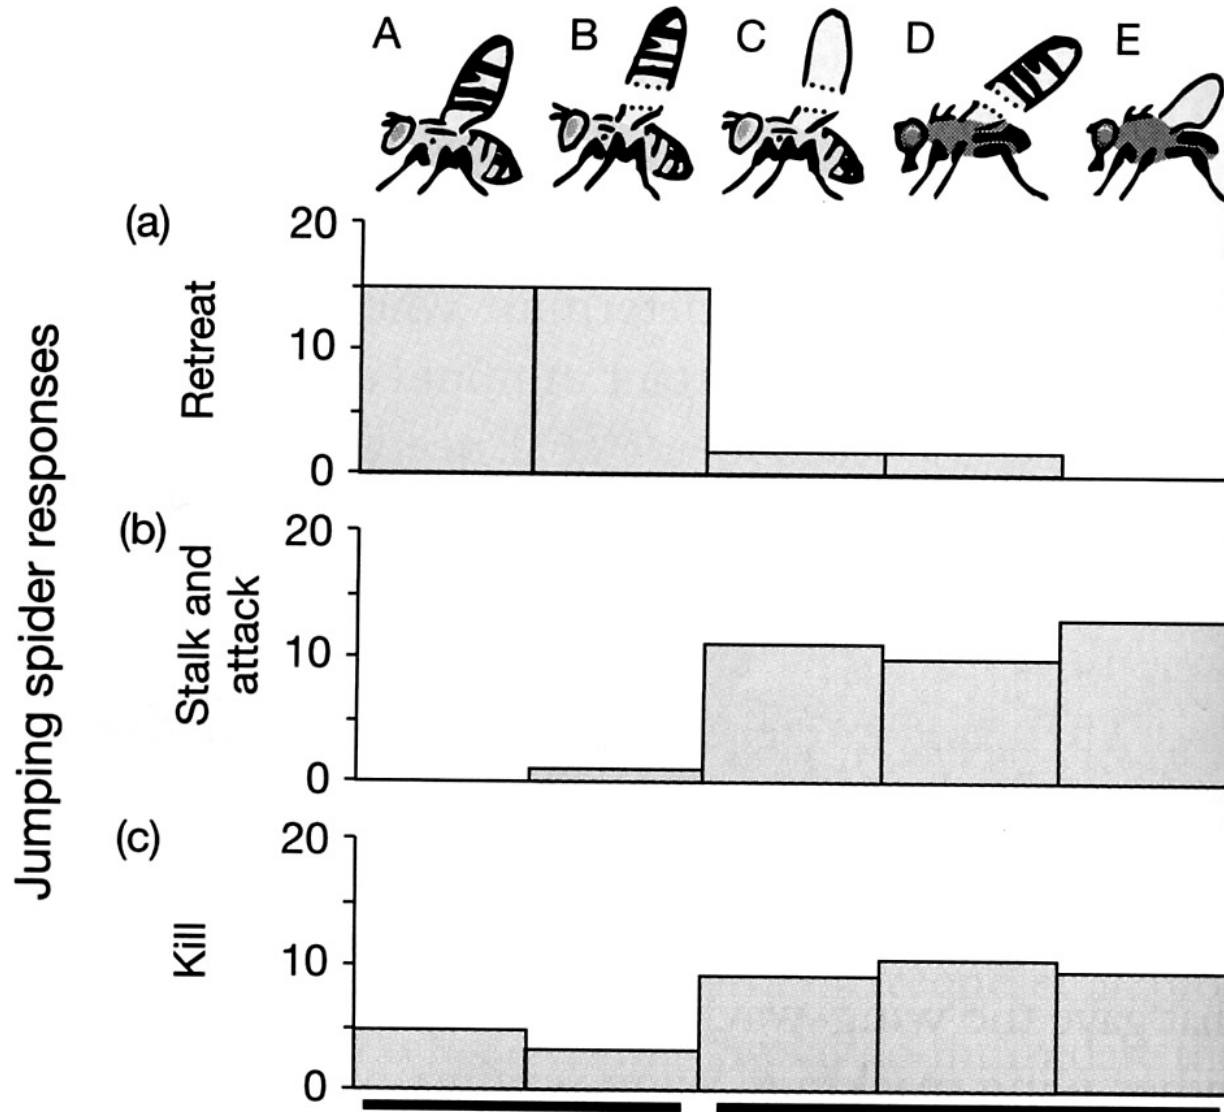 A B C D E
(a)
Retreat
20
10
0
Jumping spider responses
(b)
Stalk and
attack
20
10
0
(c)
Kill
20
10
0